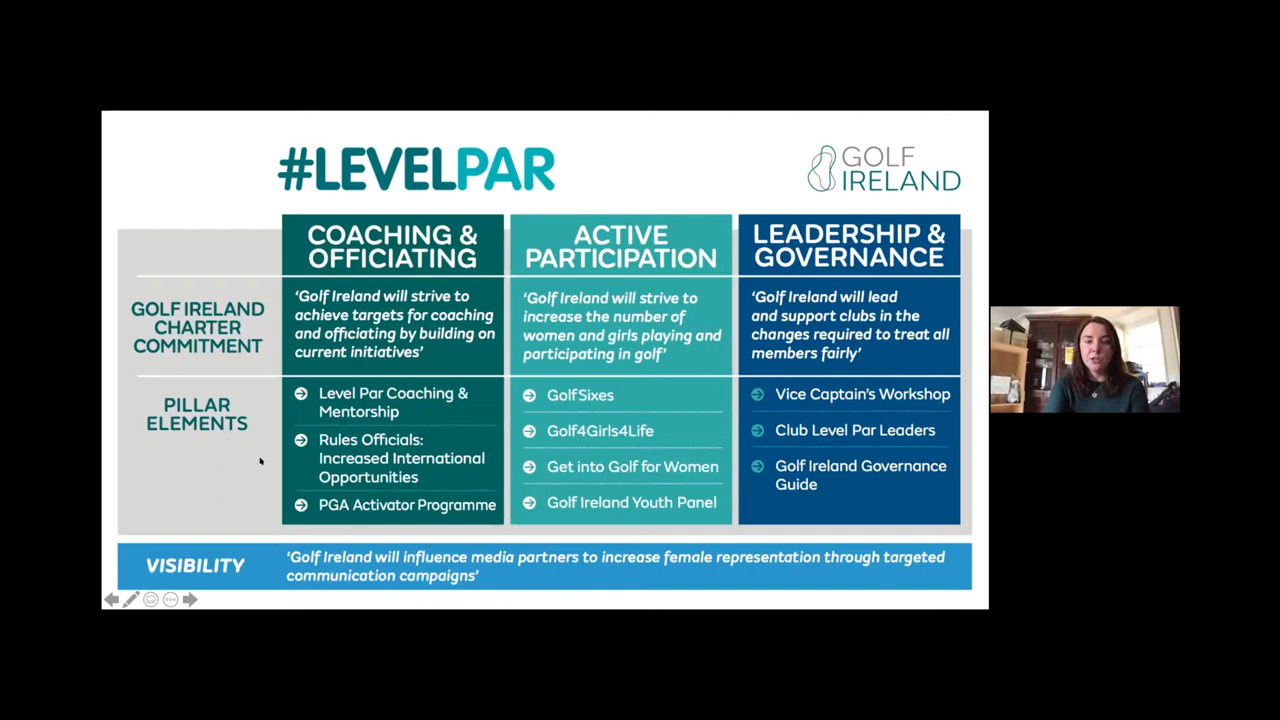 #LEVELPAR
GOLF
IRELAND
COACHING &
OFFICIATING
ACTIVE
PARTICIPATION
LEADERSHIP &
GOVERNANCE
GOLF IRELAND
CHARTER
COMMITMENT
‘Golf Ireland will strive to
achieve targets for coaching
and officiating by building on
current initiatives’
‘Golf Ireland will strive to
increase the number of
women and girls playing and
participating in golf’
‘Golf Ireland will lead
and support clubs in the
changes required to treat all
members fairly’
PILLAR
ELEMENTS
Level Par Coaching &
Mentorship
Rules Officials:
Increased International
Opportunities
PGA Activator Programme
GolfSixes
Golf4Girls4Life
Get into Golf for Women
Golf Ireland Youth Panel
Vice Captain’s Workshop
Club Level Par Leaders
Golf Ireland Governance
Guide
VISIBILITY
‘Golf Ireland will influence media partners to increase female representation through targeted
communication campaigns’